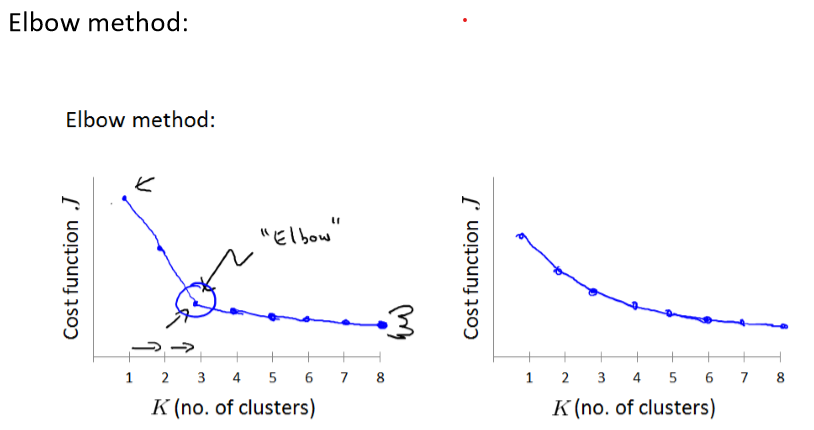 Elbow method:
Elbow method:
"Elbow"
Cost function J
1 2 3 4 5 6 7 8
K (no. of clusters)
Cost function J
1 2 3 4 5 6 7 8
K (no. of clusters)